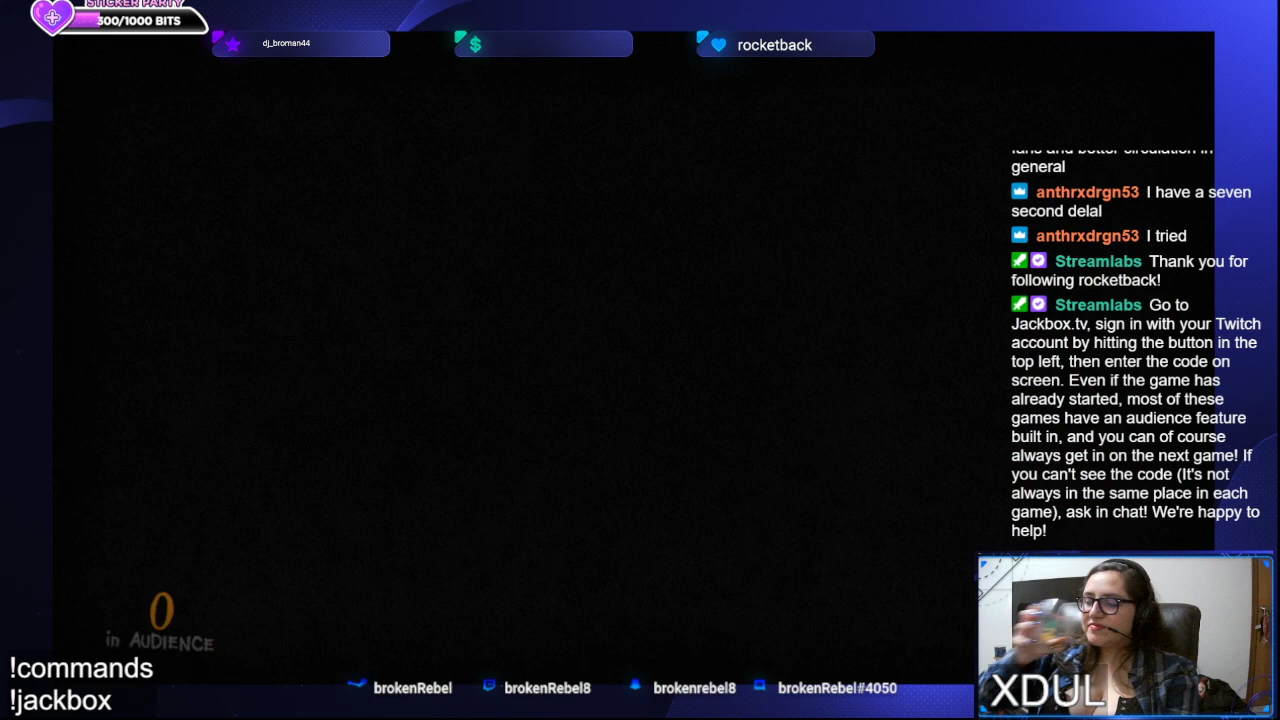 STICKER PARTY
300/1000 BITS
dj_broman44
$
rocketback
fans and better circulation in
general
anthrxdrgn53 I have a seven
second delal
anthrxdrgn53 I tried
Streamlabs Thank you for
following rocketback!
Streamlabs Go to
Jackbox.tv, sign in with your Twitch
account by hitting the button in the
top left, then enter the code on
screen. Even if the game has
already started, most of these
games have an audience feature
built in, and you can of course
always get in on the next game! If
you can't see the code (It's not
always in the same place in each
game), ask in chat! We're happy to
help!
0
in AUDIENCE
!commands
!jackbox
brokenRebel
brokenRebel8
brokenrebel8
brokenRebel#4050
XDUL